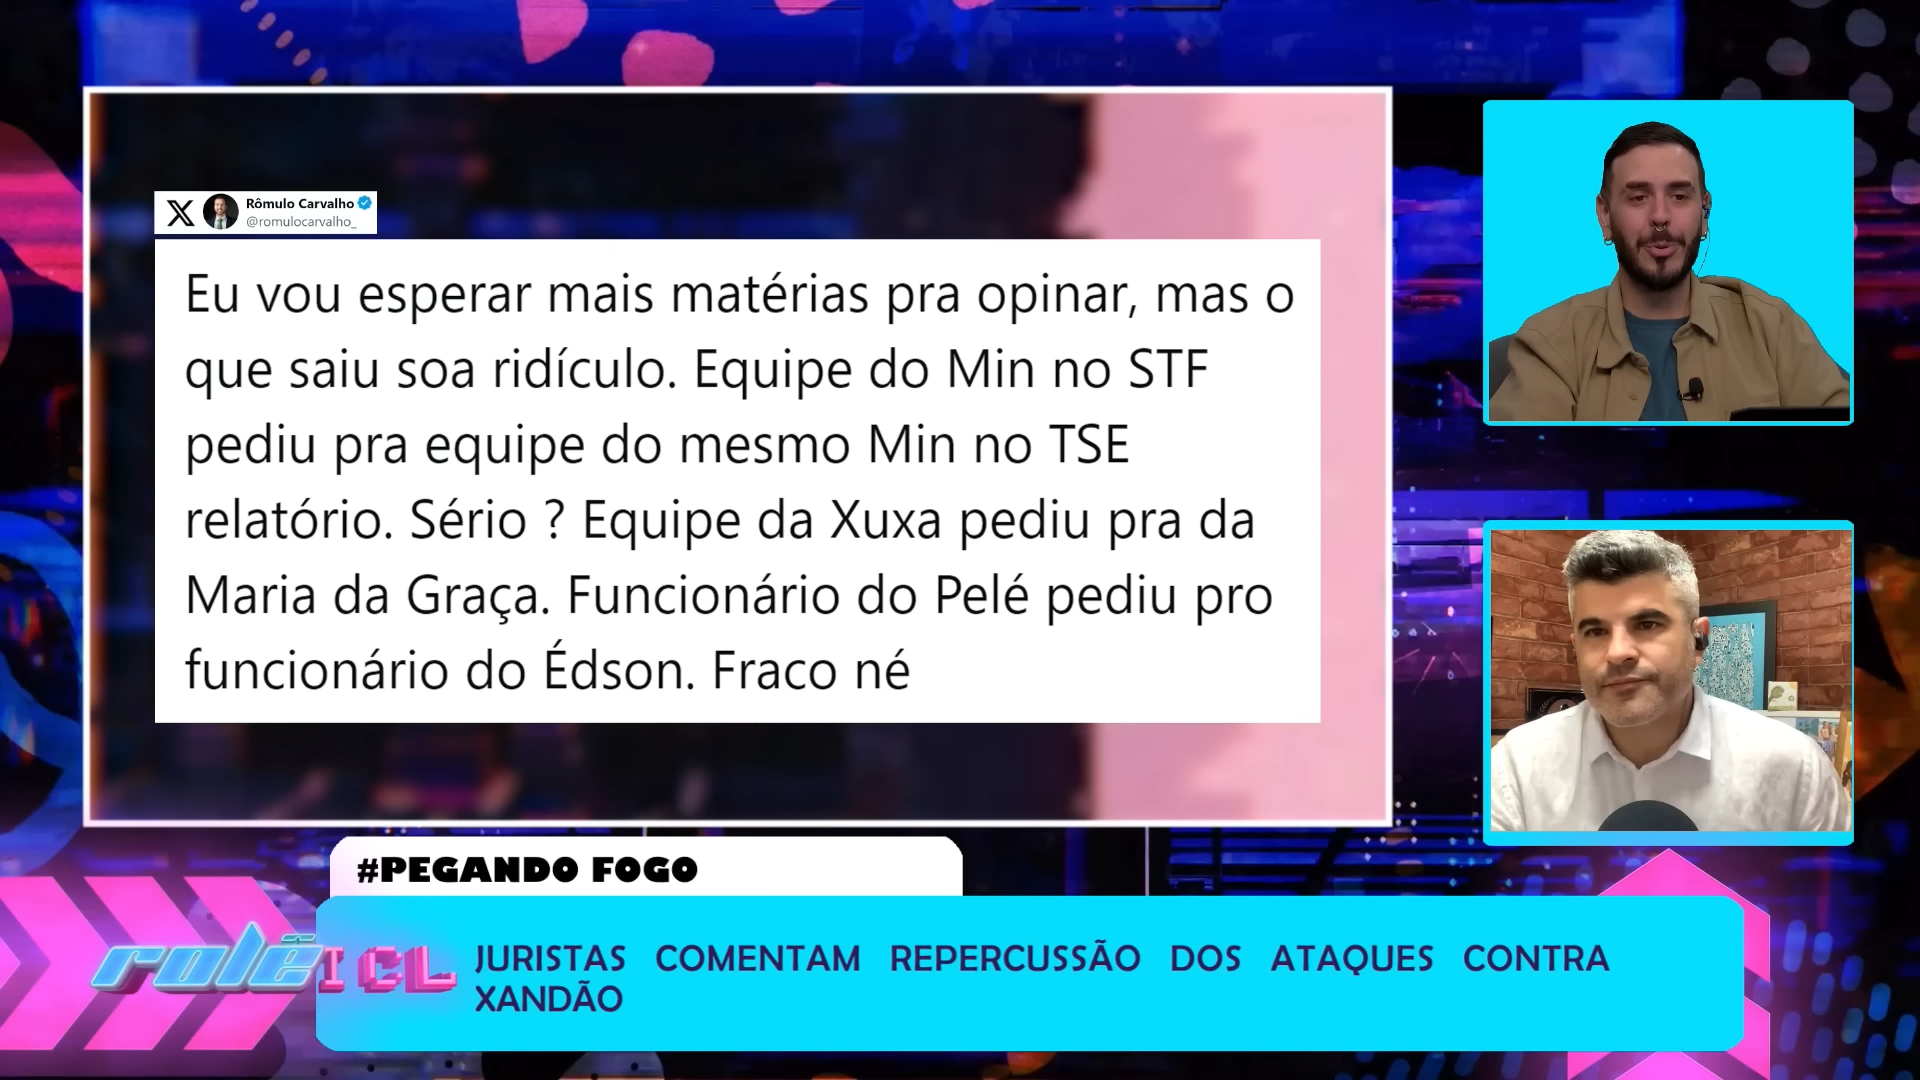 Rômulo Carvalho
@romulocarvalho_
Eu vou esperar mais matérias pra opinar, mas o
que saiu soa ridículo. Equipe do Min no STF
pediu pra equipe do mesmo Min no TSE
relatório. Sério ? Equipe da Xuxa pediu pra da
Maria da Graça. Funcionário do Pelé pediu pro
funcionário do Édson. Fraco né
#PEGANDO FOGO
rolê ICL
JURISTAS COMENTAM REPERCUSSÃO DOS ATAQUES CONTRA
XANDÃO